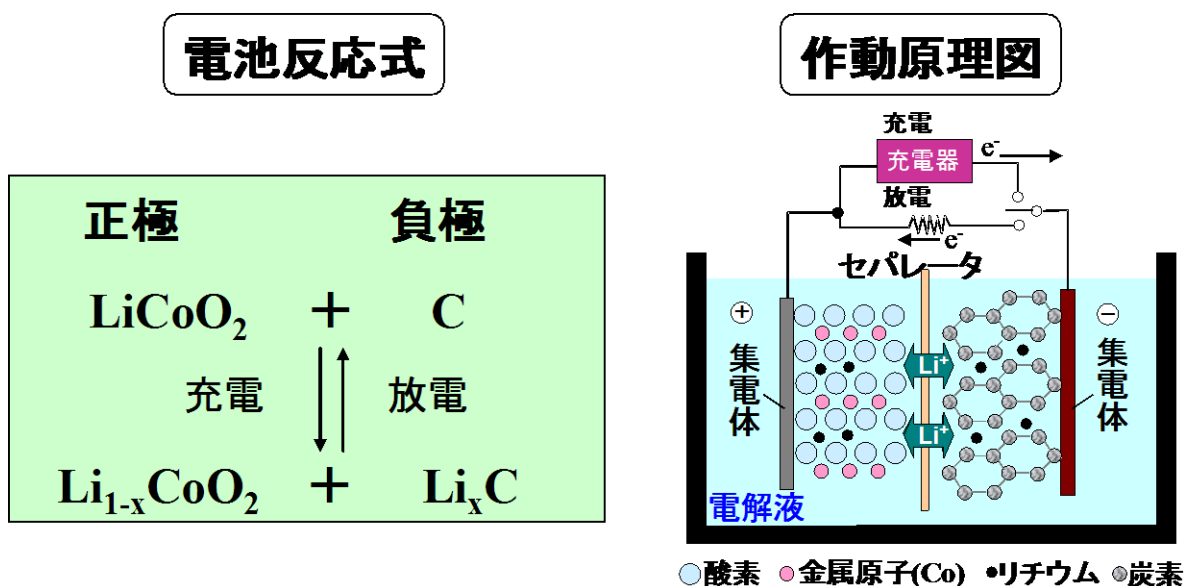 電池反応式
正極 負極
LiCoO₂ + C
充電 放電
Li₁₋ₓCoO₂ + LiₓC
作動原理図
充電
充電器
e⁻
放電
e⁻
セパレータ
+
−
集電体
Li⁺
Li⁺
集電体
電解液
酸素 金属原子(Co) リチウム 炭素